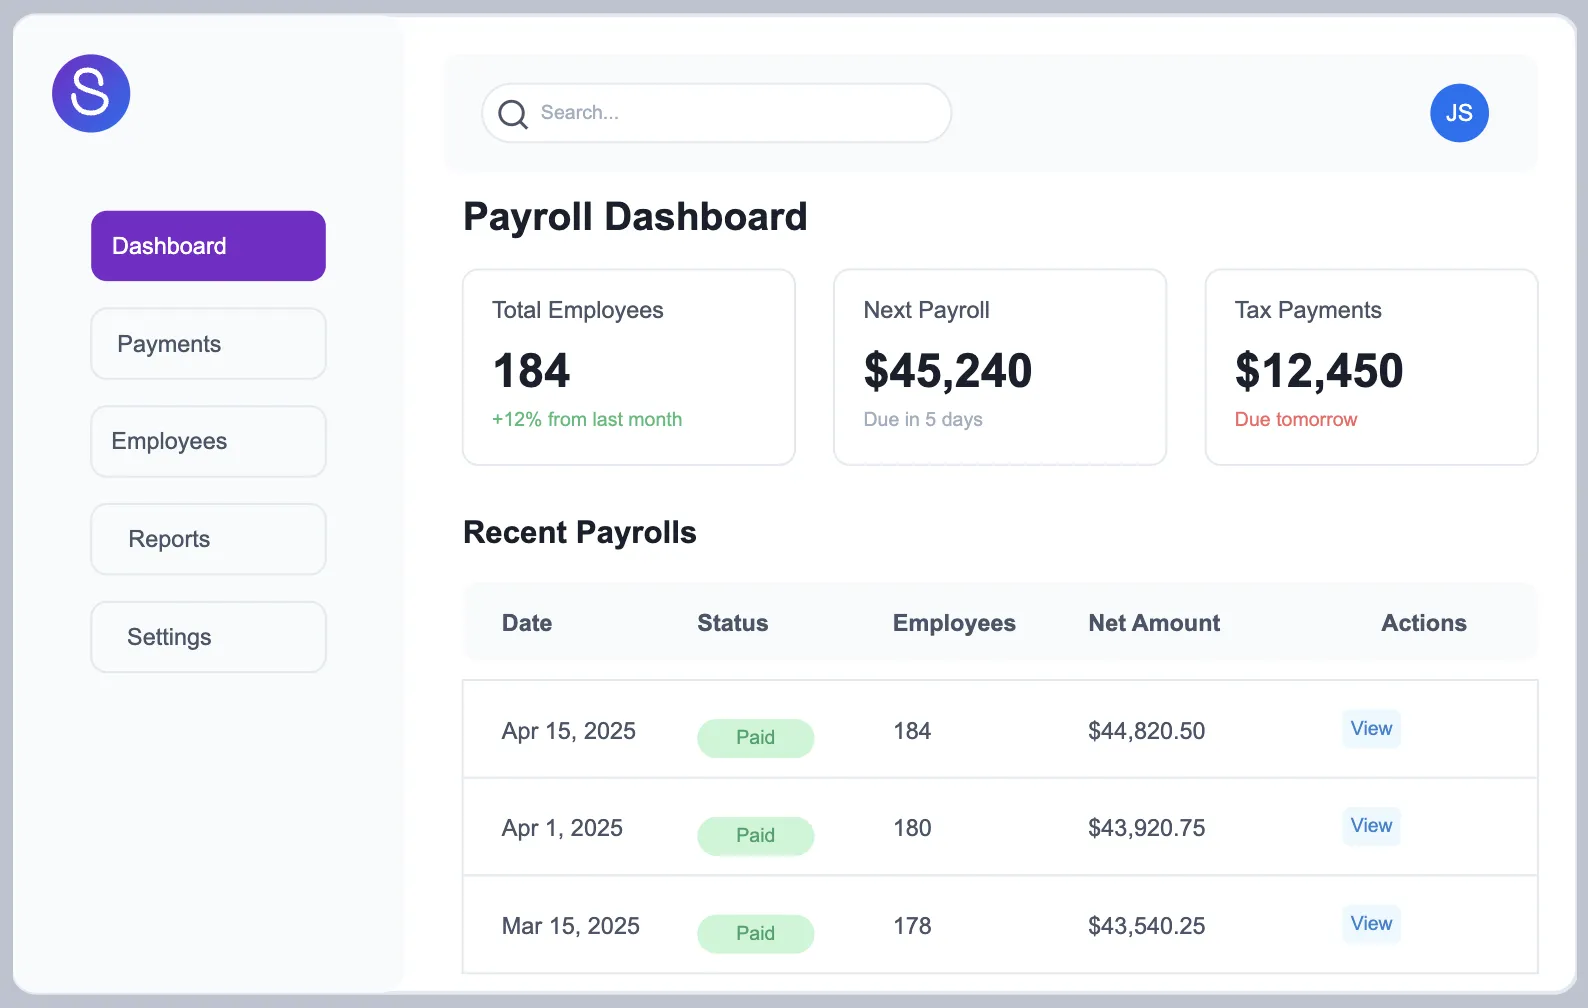 S
Search...
JS
Dashboard
Payments
Employees
Reports
Settings
Payroll Dashboard
Total Employees
184
+12% from last month
Next Payroll
$45,240
Due in 5 days
Tax Payments
$12,450
Due tomorrow
Recent Payrolls
Date Status Employees Net Amount Actions
Apr 15, 2025 Paid 184 $44,820.50 View
Apr 1, 2025 Paid 180 $43,920.75 View
Mar 15, 2025 Paid 178 $43,540.25 View